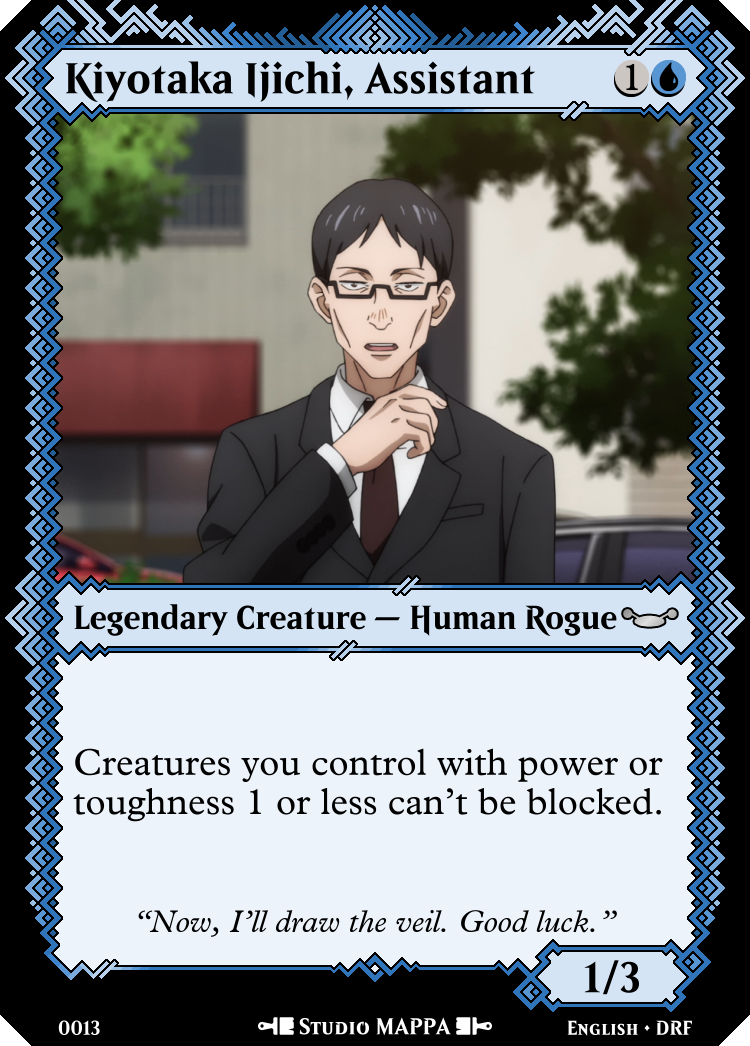 Kiyotaka Ijichi, Assistant 1
Legendary Creature — Human Rogue
Creatures you control with power or
toughness 1 or less can't be blocked.
“Now, I'll draw the veil. Good luck.”
1/3
0013 Studio MAPPA English • DRF